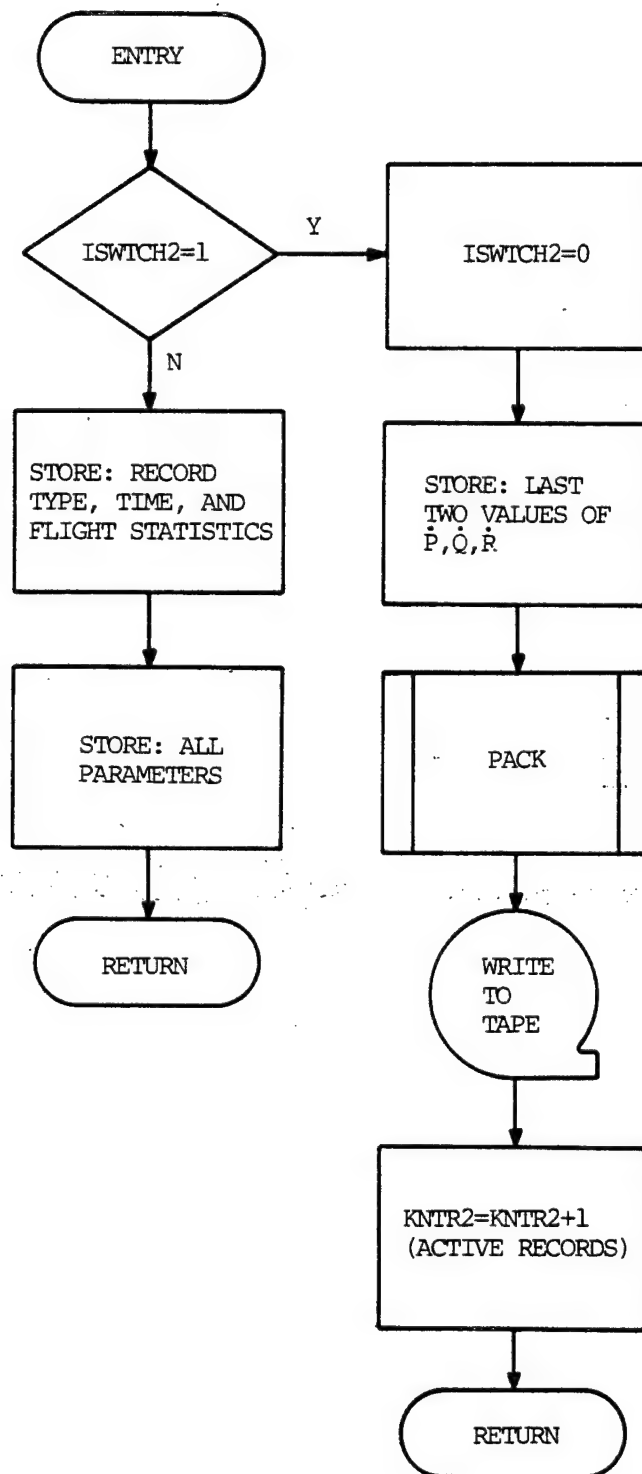 ENTRY
ISWTCH2=1
Y
N
STORE: RECORD
TYPE, TIME, AND
FLIGHT STATISTICS
STORE: ALL
PARAMETERS
RETURN
ISWTCH2=0
STORE: LAST
TWO VALUES OF
Ṗ,Q̇,Ṙ
PACK
WRITE
TO
TAPE
KNTR2=KNTR2+1
(ACTIVE RECORDS)
RETURN